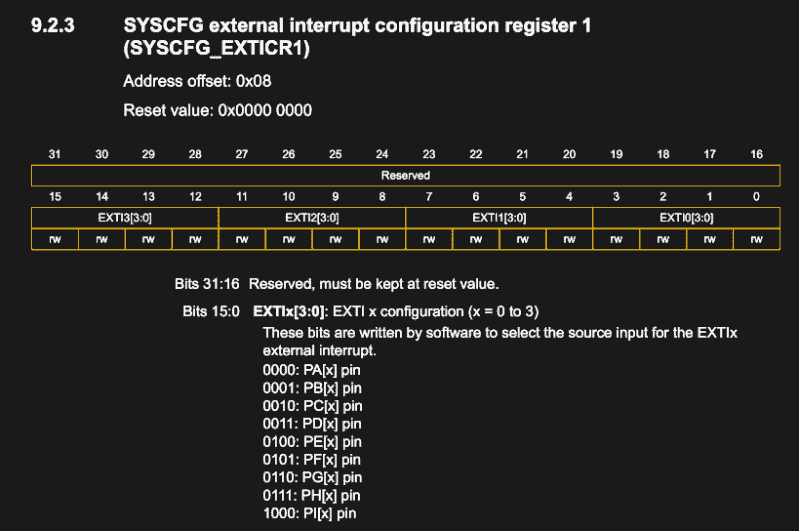 9.2.3 SYSCFG external interrupt configuration register 1
(SYSCFG_EXTICR1)
Address offset: 0x08
Reset value: 0x0000 0000
31 30 29 28 27 26 25 24 23 22 21 20 19 18 17 16
Reserved
15 14 13 12 11 10 9 8 7 6 5 4 3 2 1 0
EXTI3[3:0] EXTI2[3:0] EXTI1[3:0] EXTI0[3:0]
rw rw rw rw rw rw rw rw rw rw rw rw rw rw rw rw
Bits 31:16 Reserved, must be kept at reset value.
Bits 15:0 EXTIx[3:0]: EXTI x configuration (x = 0 to 3)
These bits are written by software to select the source input for the EXTIx
external interrupt.
0000: PA[x] pin
0001: PB[x] pin
0010: PC[x] pin
0011: PD[x] pin
0100: PE[x] pin
0101: PF[x] pin
0110: PG[x] pin
0111: PH[x] pin
1000: PI[x] pin